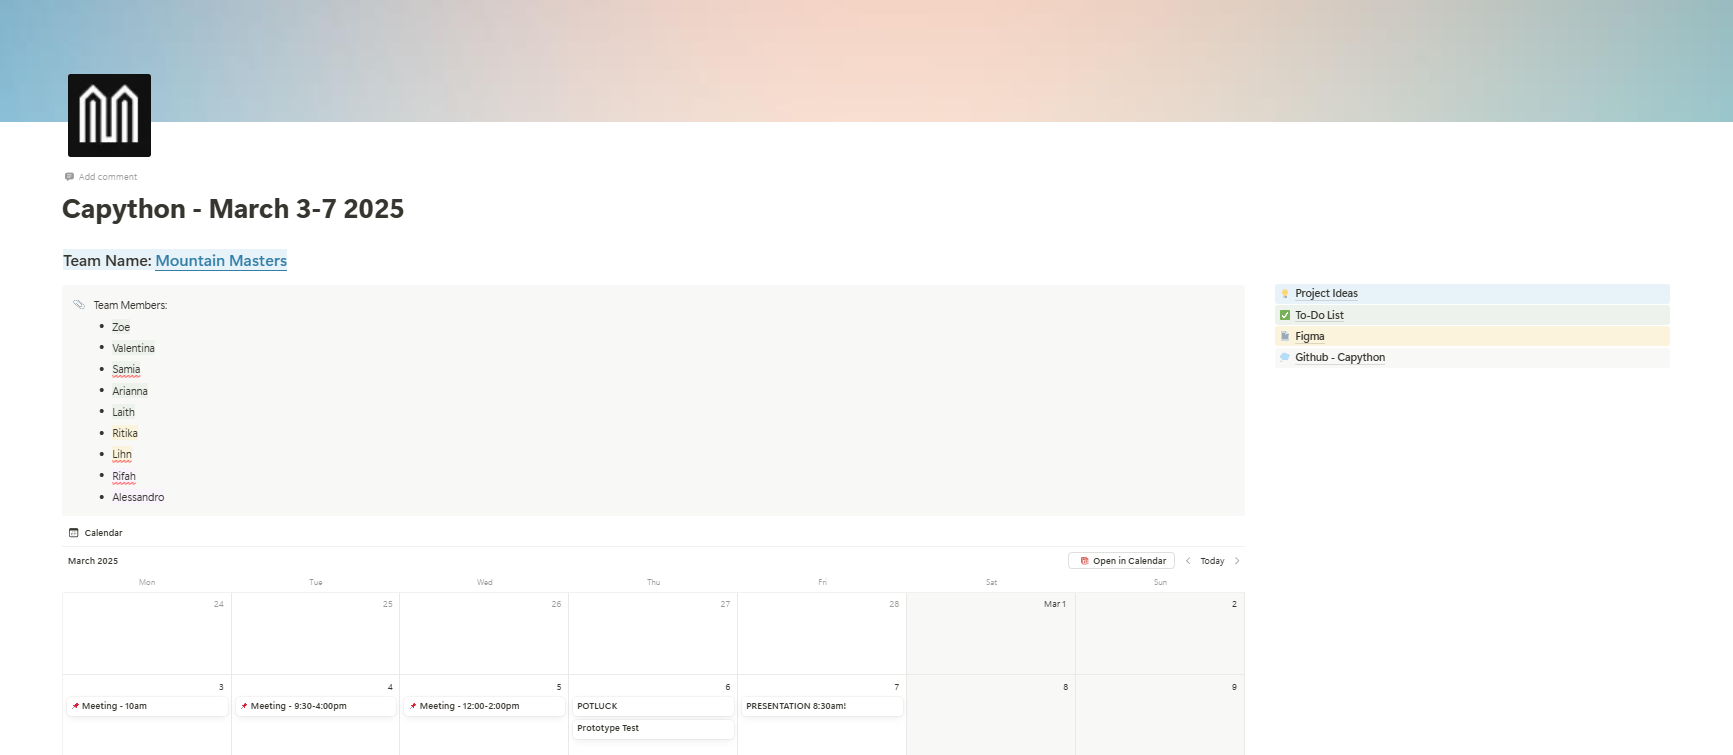 Add comment
Capython - March 3-7 2025
Team Name: Mountain Masters
Team Members:
Zoe
Valentina
Samia
Arianna
Laith
Ritika
Lihn
Rifah
Alessandro
Project Ideas
To-Do List
Figma
Github - Capython
Calendar
March 2025
Open in Calendar
Today
Mon Tue Wed Thu Fri Sat Sun
24 25 26 27 28 Mar 1 2
3 4 5 6 7 8 9
Meeting - 10am
Meeting - 9:30-4:00pm
Meeting - 12:00-2:00pm
POTLUCK
Prototype Test
PRESENTATION 8:30am!